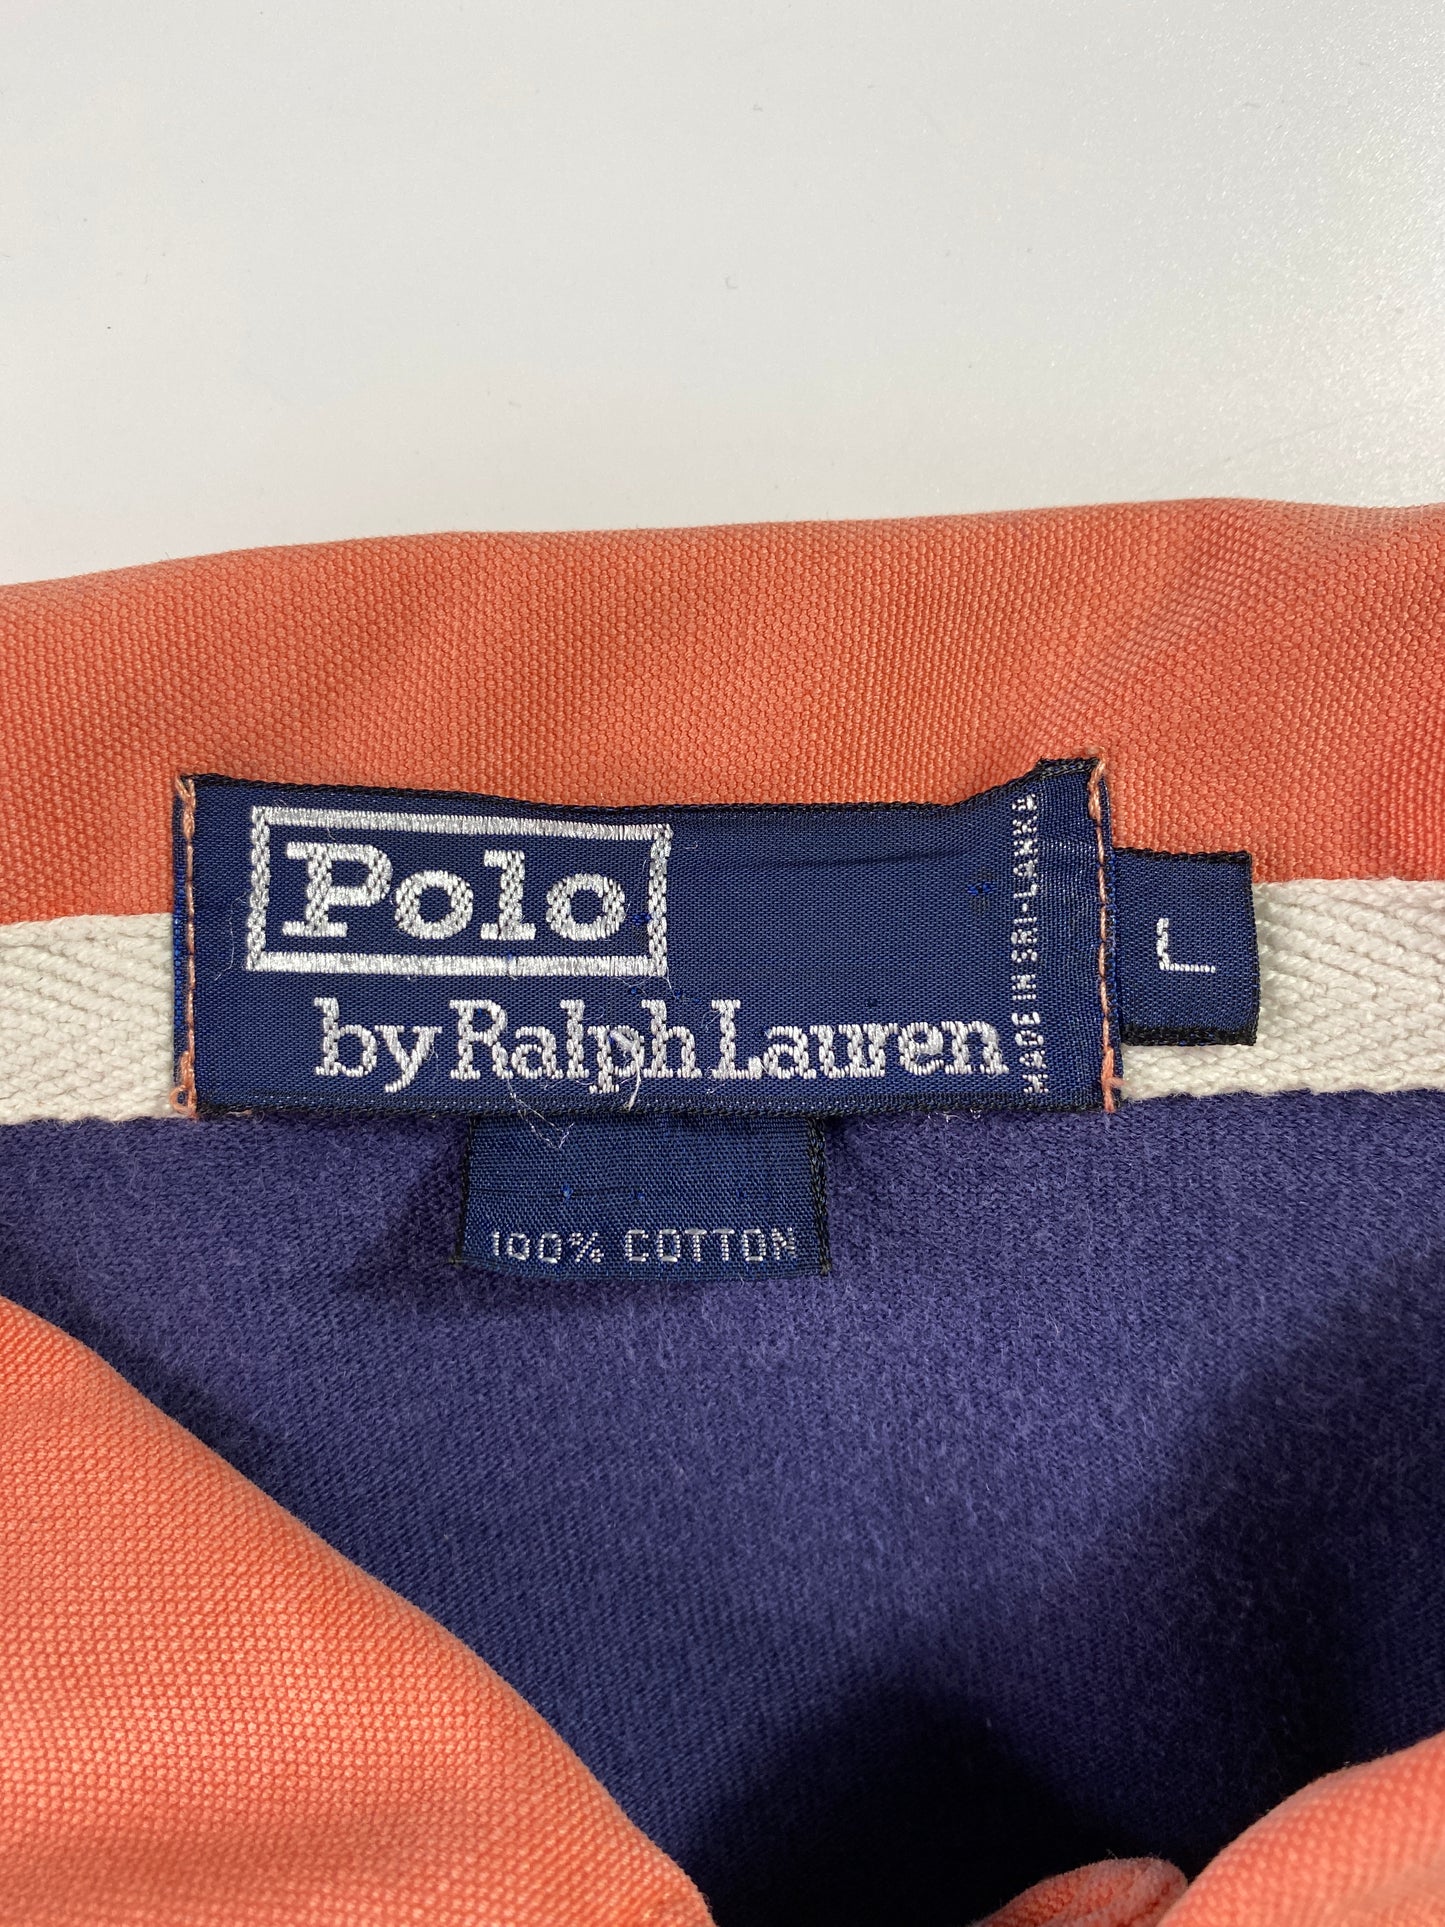 Polo
by Ralph Lauren
MADE IN SRI-LANKA
L
100% COTTON